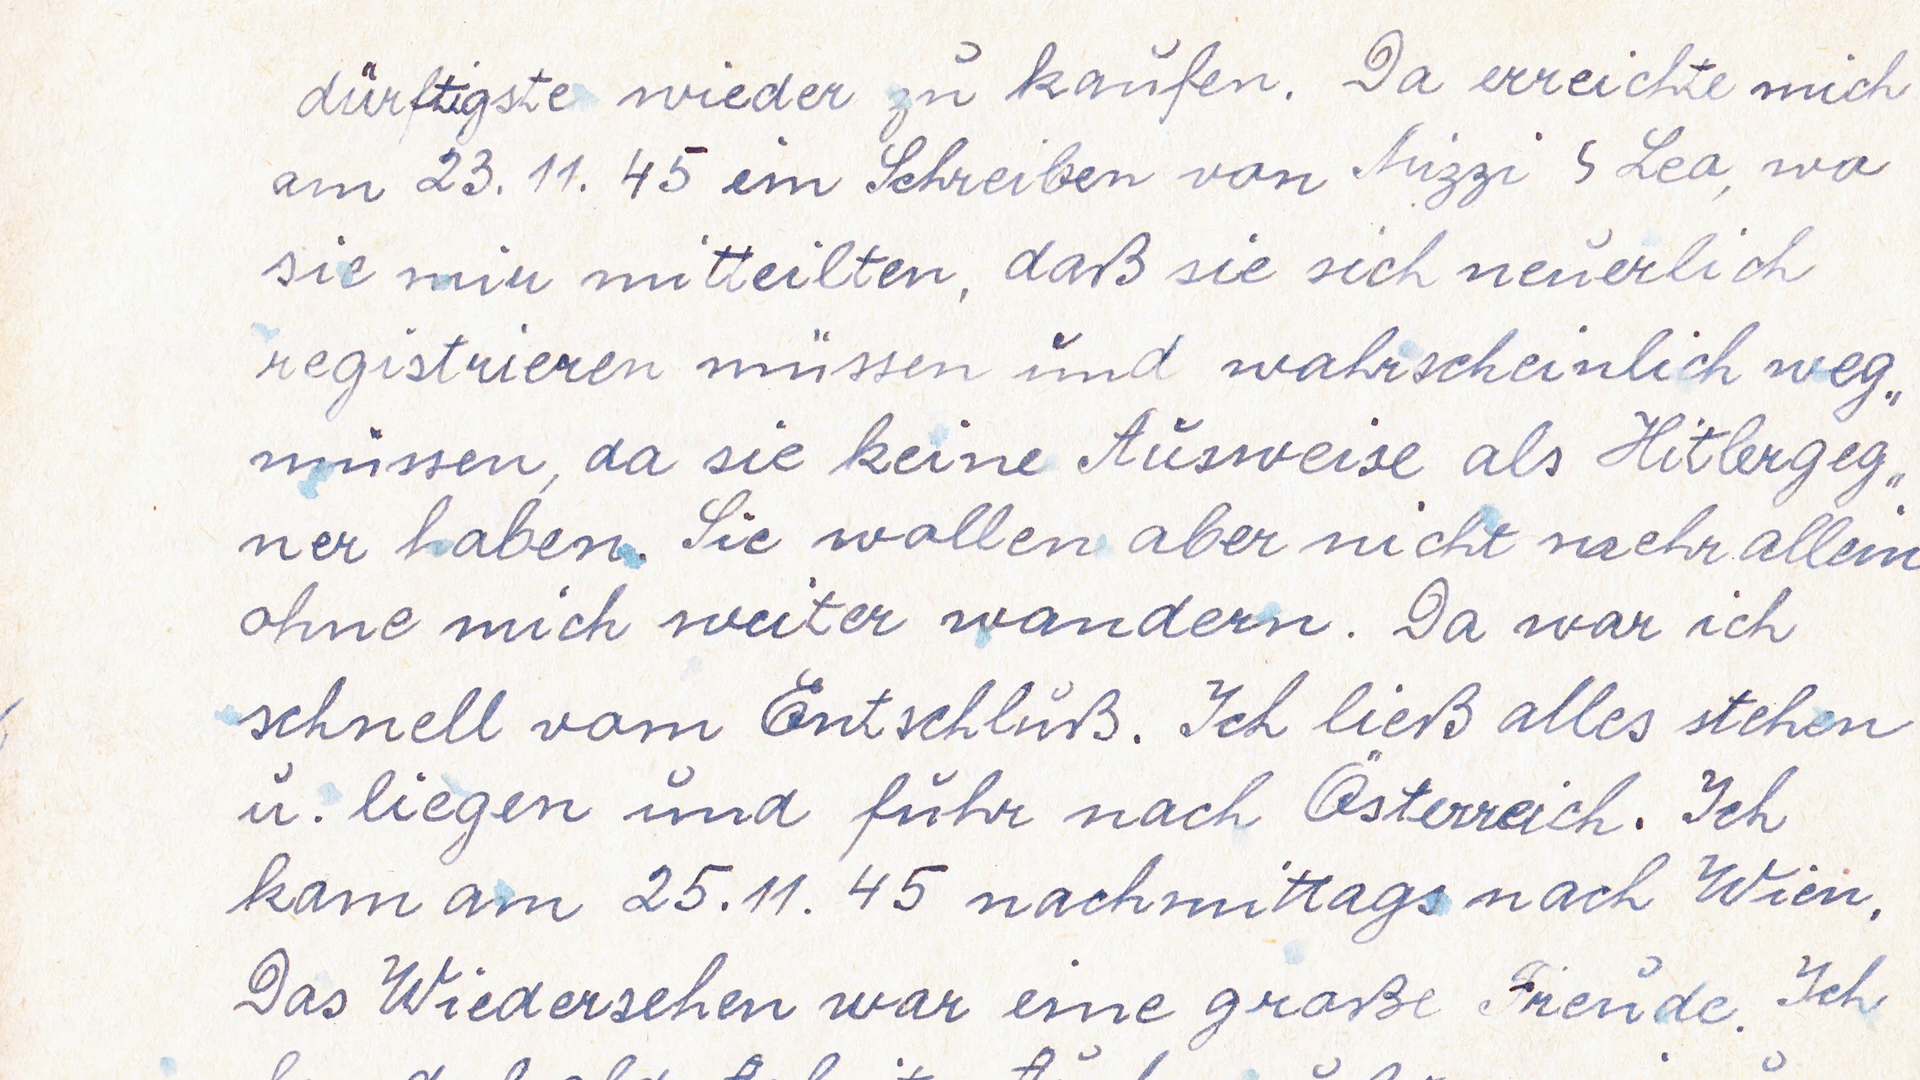 dürftigste wieder zu kaufen. Da erreichte mich
am 23. 11. 45 ein Schreiben von Mizzi & Lea, wo
sie mir mitteilten, daß sie sich neuerlich
registrieren müssen und wahrscheinlich weg„
müssen, da sie keine Ausweise als Hitlergeg„
ner haben. Sie wollen aber nicht mehr allein
ohne mich weiter wandern. Da war ich
schnell vom Entschluß. Ich ließ alles stehen
u. liegen und fuhr nach Österreich. Ich
kam am 25. 11. 45 nachmittags nach Wien.
Das Wiedersehen war eine große Freude. Ich